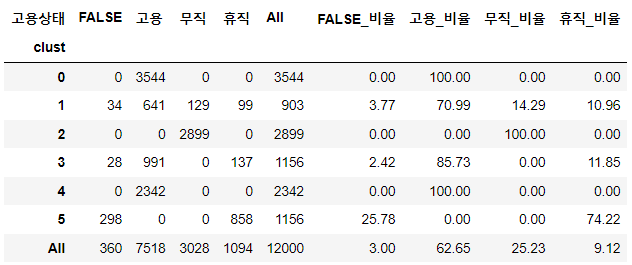 고용상태 FALSE 고용 무직 휴직 All FALSE_비율 고용_비율 무직_비율 휴직_비율
clust
0 0 3544 0 0 3544 0.00 100.00 0.00 0.00
1 34 641 129 99 903 3.77 70.99 14.29 10.96
2 0 0 2899 0 2899 0.00 0.00 100.00 0.00
3 28 991 0 137 1156 2.42 85.73 0.00 11.85
4 0 2342 0 0 2342 0.00 100.00 0.00 0.00
5 298 0 0 858 1156 25.78 0.00 0.00 74.22
All 360 7518 3028 1094 12000 3.00 62.65 25.23 9.12